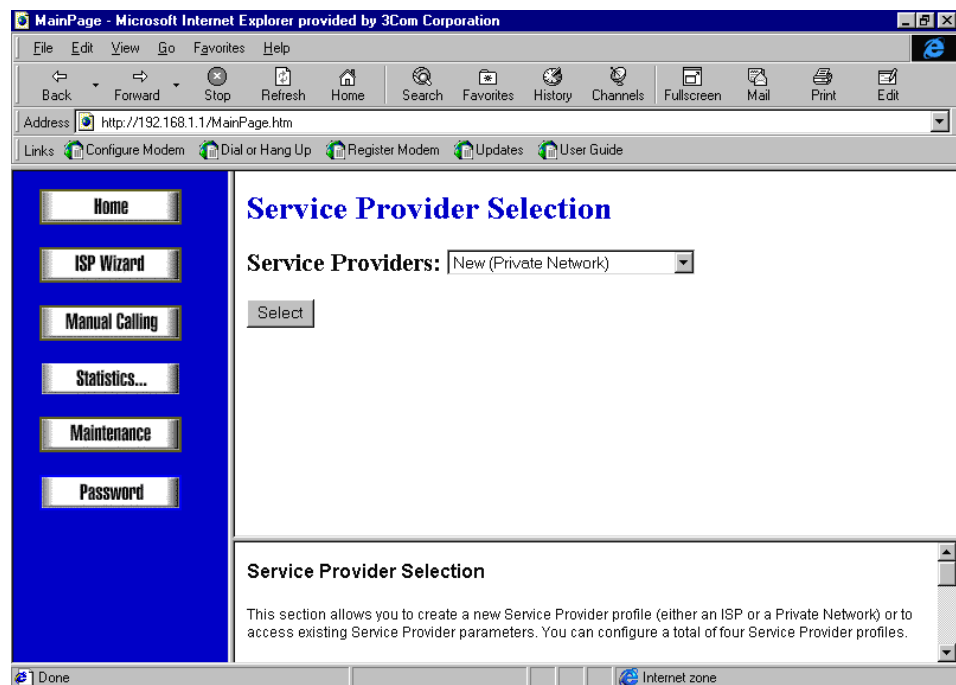 MainPage - Microsoft Internet Explorer provided by 3Com Corporation
File Edit View Go Favorites Help
Back Forward Stop Refresh Home Search Favorites History Channels Fullscreen Mail Print Edit
Address http://192.168.1.1/MainPage.htm
Links Configure Modem Dial or Hang Up Register Modem Updates User Guide
Home
ISP Wizard
Manual Calling
Statistics...
Maintenance
Password
Service Provider Selection
Service Providers: New (Private Network)
Select
Service Provider Selection
This section allows you to create a new Service Provider profile (either an ISP or a Private Network) or to
access existing Service Provider parameters. You can configure a total of four Service Provider profiles.
Done
Internet zone